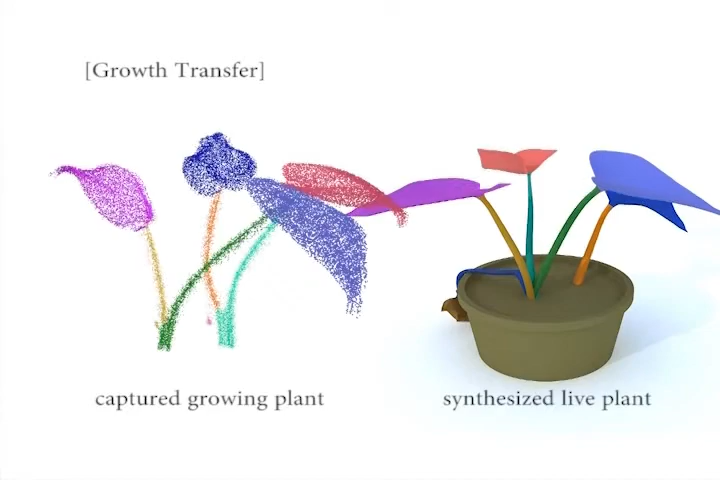 [Growth Transfer]
captured growing plant
synthesized live plant